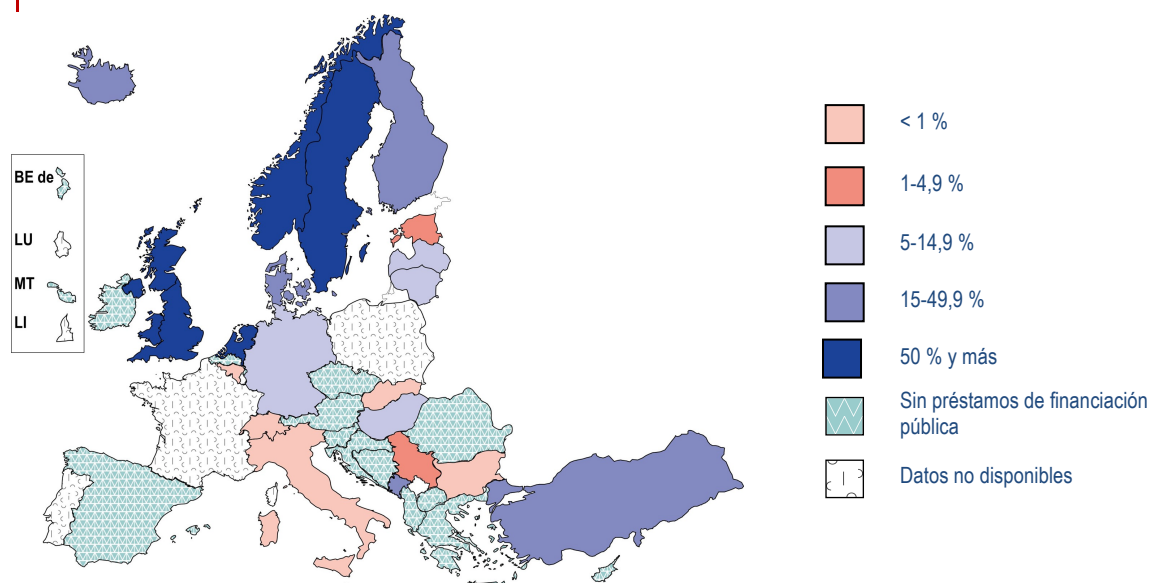 BE de
LU
MT
LI
< 1 %
1-4,9 %
5-14,9 %
15-49,9 %
50 % y más
Sin préstamos de financiación
pública
Datos no disponibles